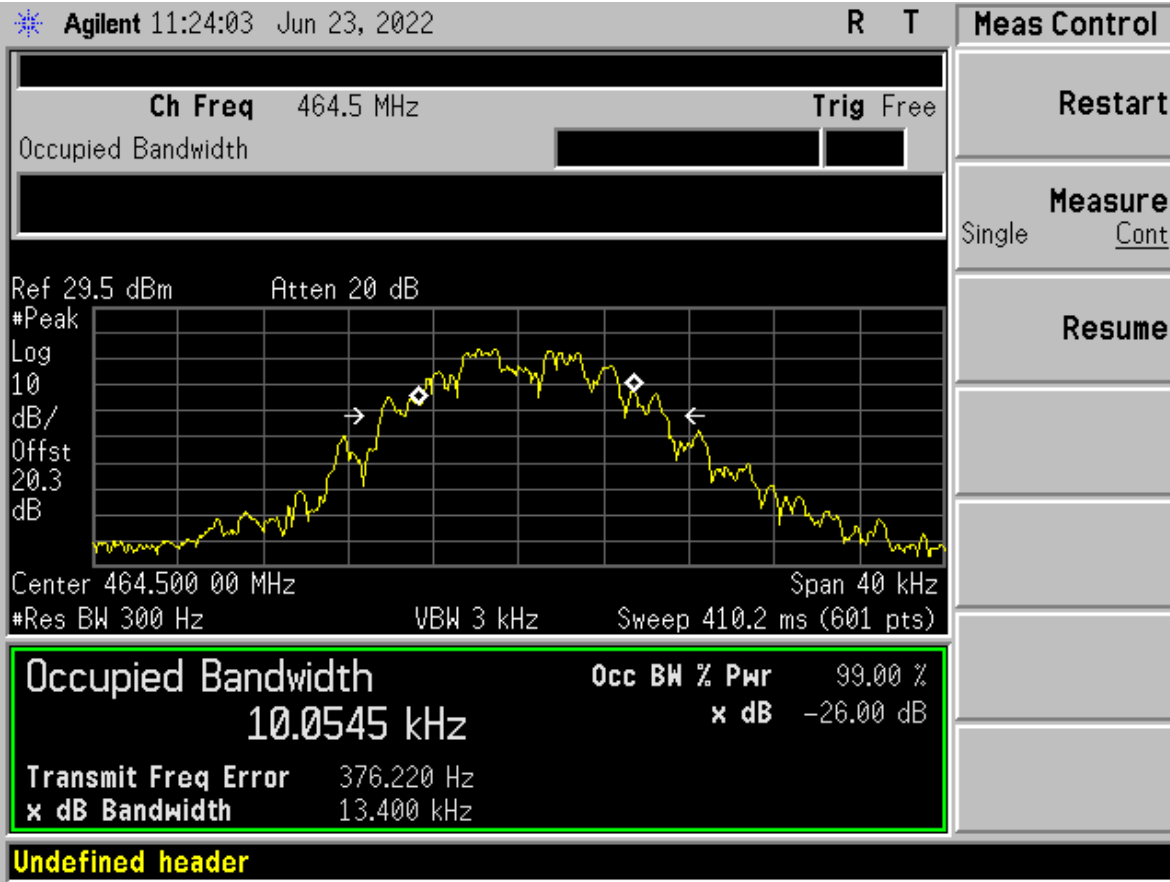 Agilent 11:24:03 Jun 23, 2022 R T
Meas Control
Ch Freq 464.5 MHz Trig Free
Occupied Bandwidth
Restart
Measure
Single Cont
Resume
Ref 29.5 dBm Atten 20 dB
#Peak
Log
10
dB/
Offst
20.3
dB
Center 464.500 00 MHz Span 40 kHz
#Res BW 300 Hz VBW 3 kHz Sweep 410.2 ms (601 pts)
Occupied Bandwidth Occ BW % Pwr 99.00 %
10.0545 kHz x dB -26.00 dB
Transmit Freq Error 376.220 Hz
x dB Bandwidth 13.400 kHz
Undefined header